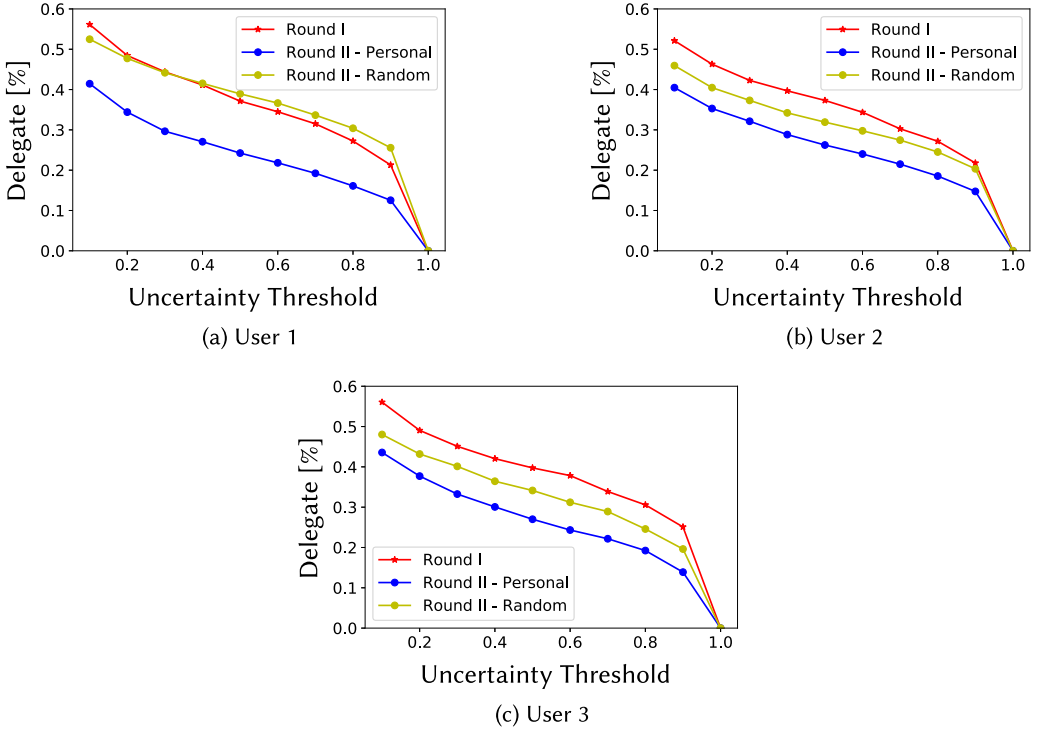 0.6
0.5
0.4
0.3
0.2
0.1
0.0
Delegate [%]
Round I
Round II - Personal
Round II - Random
0.2 0.4 0.6 0.8 1.0
Uncertainty Threshold
(a) User 1
0.6
0.5
0.4
0.3
0.2
0.1
0.0
Delegate [%]
Round I
Round II - Personal
Round II - Random
0.2 0.4 0.6 0.8 1.0
Uncertainty Threshold
(b) User 2
0.6
0.5
0.4
0.3
0.2
0.1
0.0
Delegate [%]
Round I
Round II - Personal
Round II - Random
0.2 0.4 0.6 0.8 1.0
Uncertainty Threshold
(c) User 3